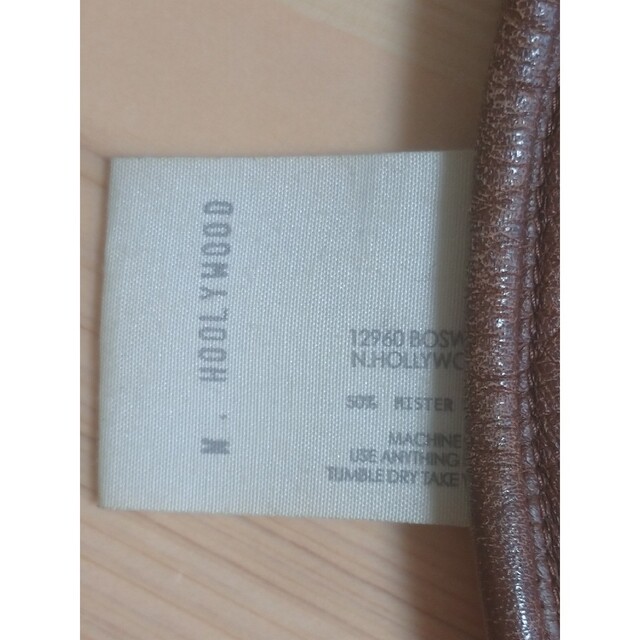 N. HOOLYWOOD
12960 BOSW
N.HOLLYWO
50% MISTER
MACHINE
USE ANYTHING
TUMBLE DRY TAKE